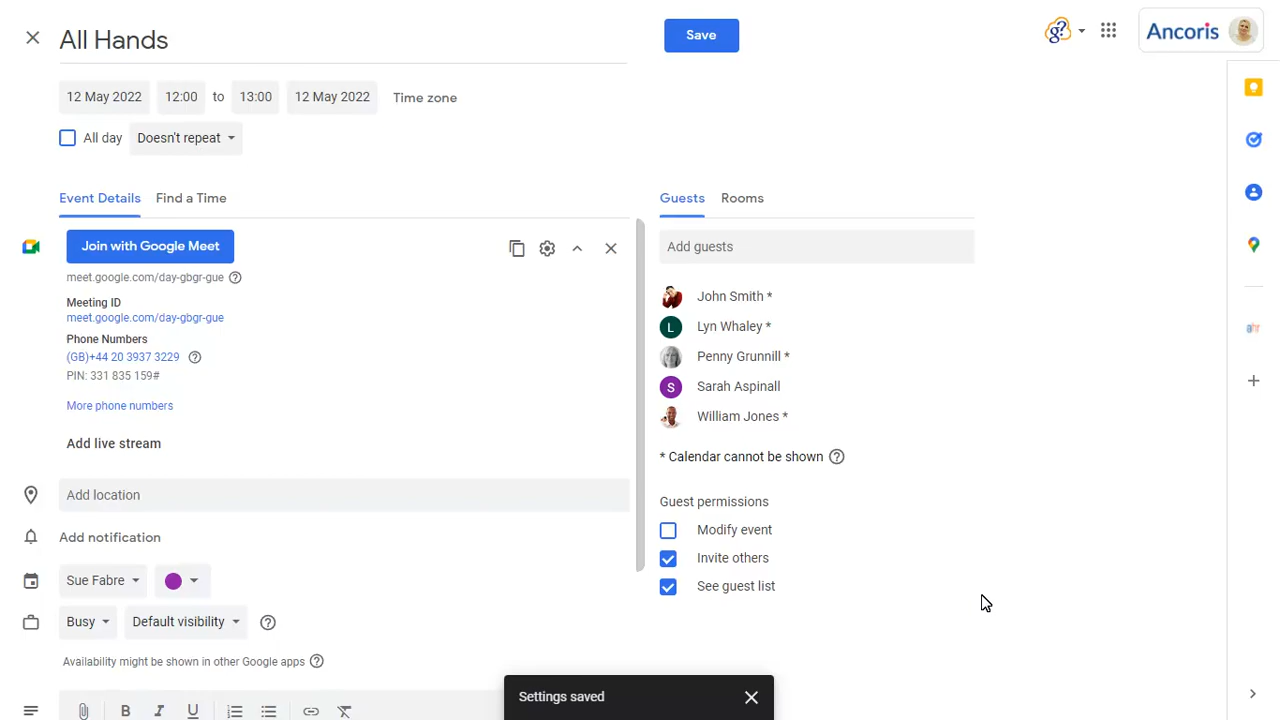 All Hands
Save
g?
Ancoris
12 May 2022 12:00 to 13:00 12 May 2022 Time zone
All day Doesn't repeat
Event Details Find a Time
Guests Rooms
Join with Google Meet
meet.google.com/day-gbgr-gue
Meeting ID
meet.google.com/day-gbgr-gue
Phone Numbers
(GB)+44 20 3937 3229
PIN: 331 835 159#
More phone numbers
Add live stream
Add location
Add notification
Sue Fabre
Busy Default visibility
Availability might be shown in other Google apps
B I U
Add guests
John Smith *
L Lyn Whaley *
Penny Grunnill *
S Sarah Aspinall
William Jones *
* Calendar cannot be shown
Guest permissions
Modify event
Invite others
See guest list
Settings saved